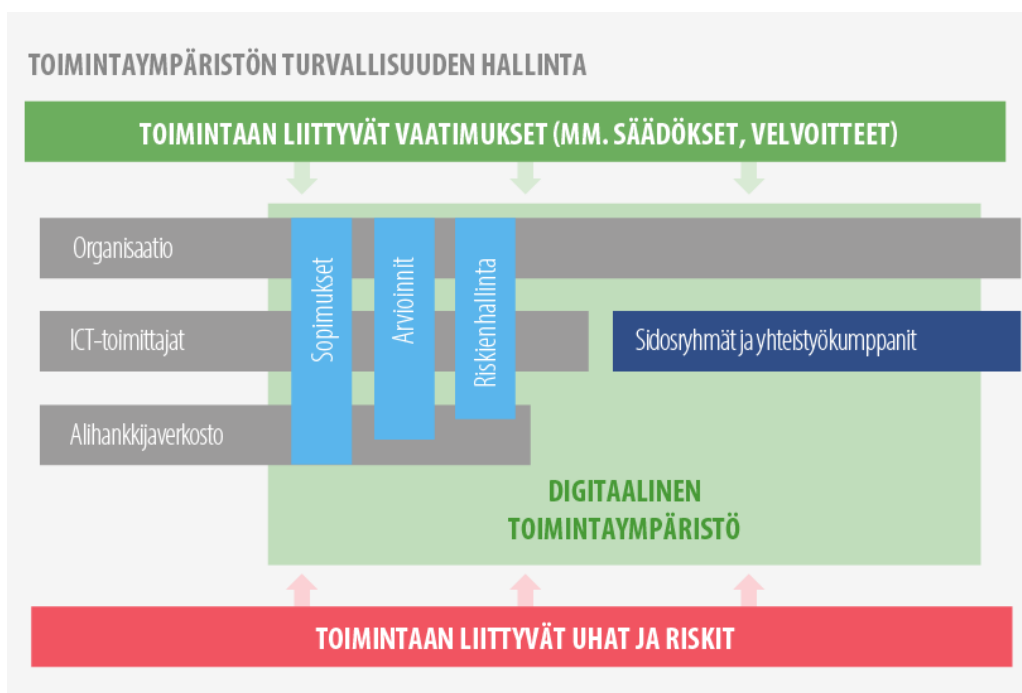 TOIMINTAYMPÄRISTÖN TURVALLISUUDEN HALLINTA
TOIMINTAAN LIITTYVÄT VAATIMUKSET (MM. SÄÄDÖKSET, VELVOITTEET)
Organisaatio
Sopimukset
Arvioinnit
Riskienhallinta
ICT-toimittajat
Sidosryhmät ja yhteistyökumppanit
Alihankkijaverkosto
DIGITAALINEN
TOIMINTAYMPÄRISTÖ
TOIMINTAAN LIITTYVÄT UHAT JA RISKIT